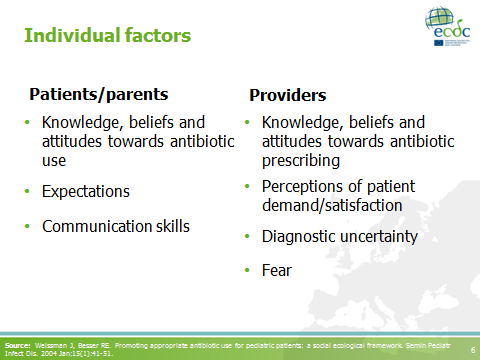 Individual factors
ecdc
Patients/parents
• Knowledge, beliefs and
attitudes towards antibiotic
use
• Expectations
• Communication skills
Providers
• Knowledge, beliefs and
attitudes towards antibiotic
prescribing
• Perceptions of patient
demand/satisfaction
• Diagnostic uncertainty
• Fear
Source: Weissman J, Besser RE. Promoting appropriate antibiotic use for pediatric patients: a social ecological framework. Semin Pediatr
Infect Dis. 2004 Jan;15(1):41-51.
6